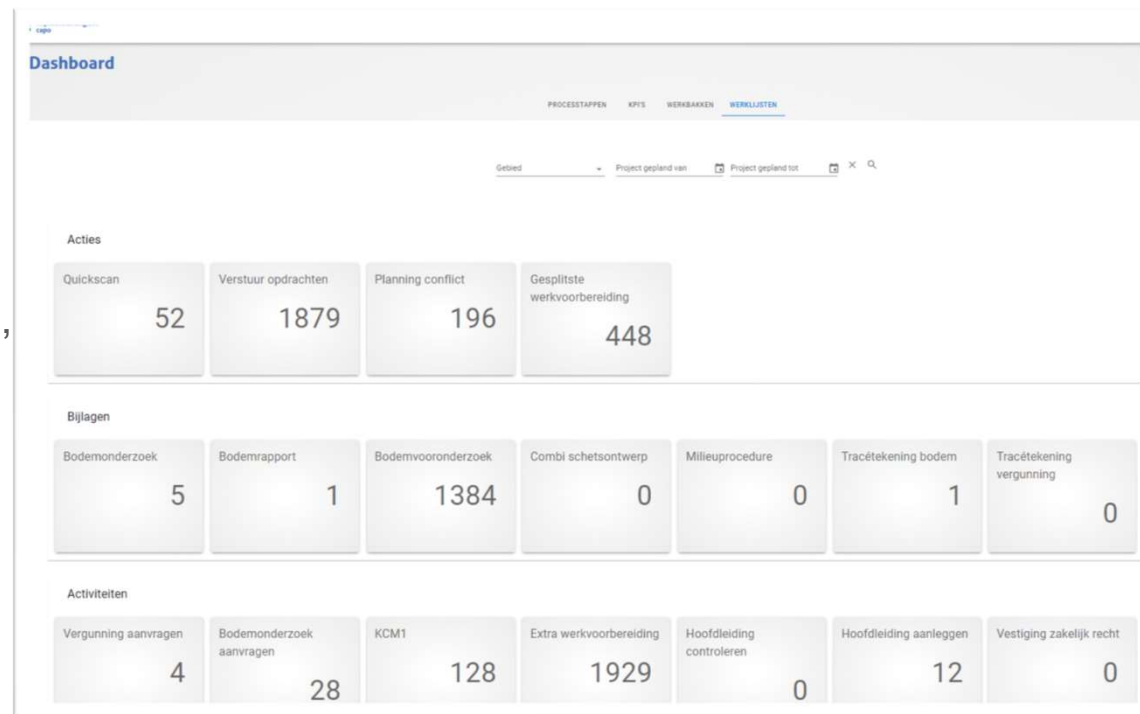 capo
Dashboard
PROCESSTAPPEN KPI'S WERKBAKKEN WERKLIJSTEN
Gebied Project gepland van Project gepland tot
Acties
Quickscan Verstuur opdrachten Planning conflict Gesplitste
werkvoorbereiding
52 1879 196 448
,
Bijlagen
Bodemonderzoek Bodemrapport Bodemvooronderzoek Combi schetsontwerp Milieuprocedure Tracétekening bodem Tracétekening
vergunning
5 1 1384 0 0 1 0
Activiteiten
Vergunning aanvragen Bodemonderzoek KCM1 Extra werkvoorbereiding Hoofdleiding Hoofdleiding aanleggen Vestiging zakelijk recht
aanvragen controleren
4 28 128 1929 0 12 0